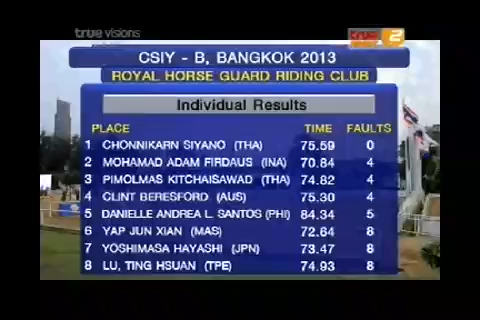 true visions
2
CSIY - B, BANGKOK 2013
ROYAL HORSE GUARD RIDING CLUB
Individual Results
PLACE TIME FAULTS
1 CHONNIKARN SIYANO (THA) 75.59 0
2 MOHAMAD ADAM FIRDAUS (INA) 70.84 4
3 PIMOLMAS KITCHAISAWAD (THA) 74.82 4
4 CLINT BERESFORD (AUS) 75.30 4
5 DANIELLE ANDREA L. SANTOS (PHI) 84.34 5
6 YAP JUN XIAN (MAS) 72.64 8
7 YOSHIMASA HAYASHI (JPN) 73.47 8
8 LU, TING HSUAN (TPE) 74.93 8